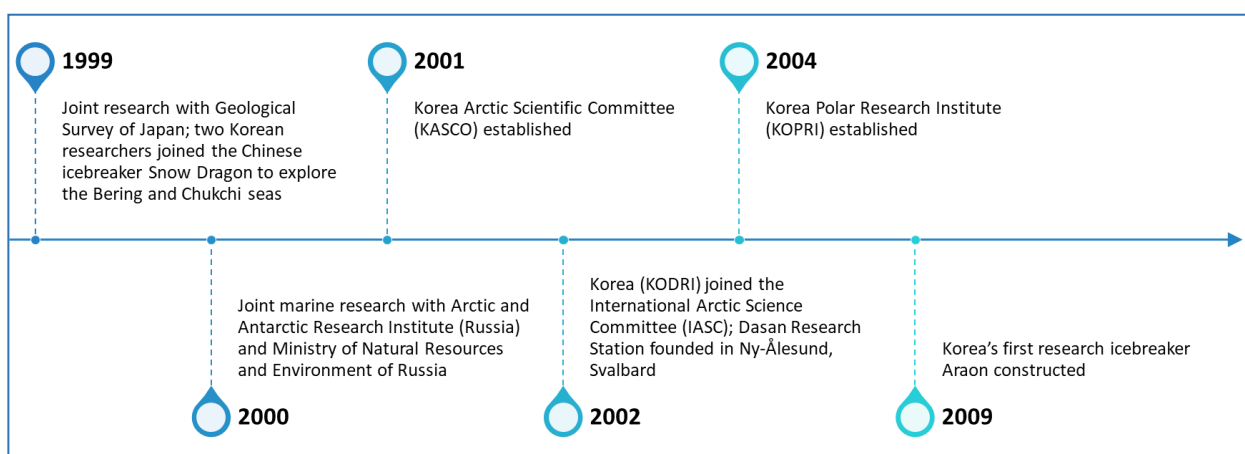 1999
Joint research with Geological
Survey of Japan; two Korean
researchers joined the Chinese
icebreaker Snow Dragon to explore
the Bering and Chukchi seas
2000
Joint marine research with Arctic and
Antarctic Research Institute (Russia)
and Ministry of Natural Resources
and Environment of Russia
2001
Korea Arctic Scientific Committee
(KASCO) established
2002
Korea (KODRI) joined the
International Arctic Science
Committee (IASC); Dasan Research
Station founded in Ny-Ålesund,
Svalbard
2004
Korea Polar Research Institute
(KOPRI) established
2009
Korea’s first research icebreaker
Araon constructed